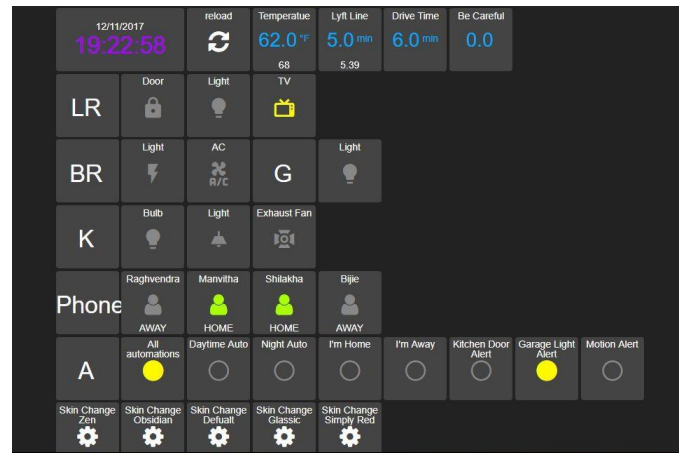 12/11/2017
19:22:58
reload
Temperatue
62.0 °F
68
Lyft Line
5.0 min
5.39
Drive Time
6.0 min
Be Careful
0.0
LR
Door
Light
TV
BR
Light
AC
A/C
G
Light
K
Bulb
Light
Exhaust Fan
Phone
Raghvendra
AWAY
Manvitha
HOME
Shilakha
HOME
Bijie
AWAY
A
All
automations
Daytime Auto
Night Auto
I'm Home
I'm Away
Kitchen Door
Alert
Garage Light
Alert
Motion Alert
Skin Change
Zen
Skin Change
Obsidian
Skin Change
Defualt
Skin Change
Glassic
Skin Change
Simply Red